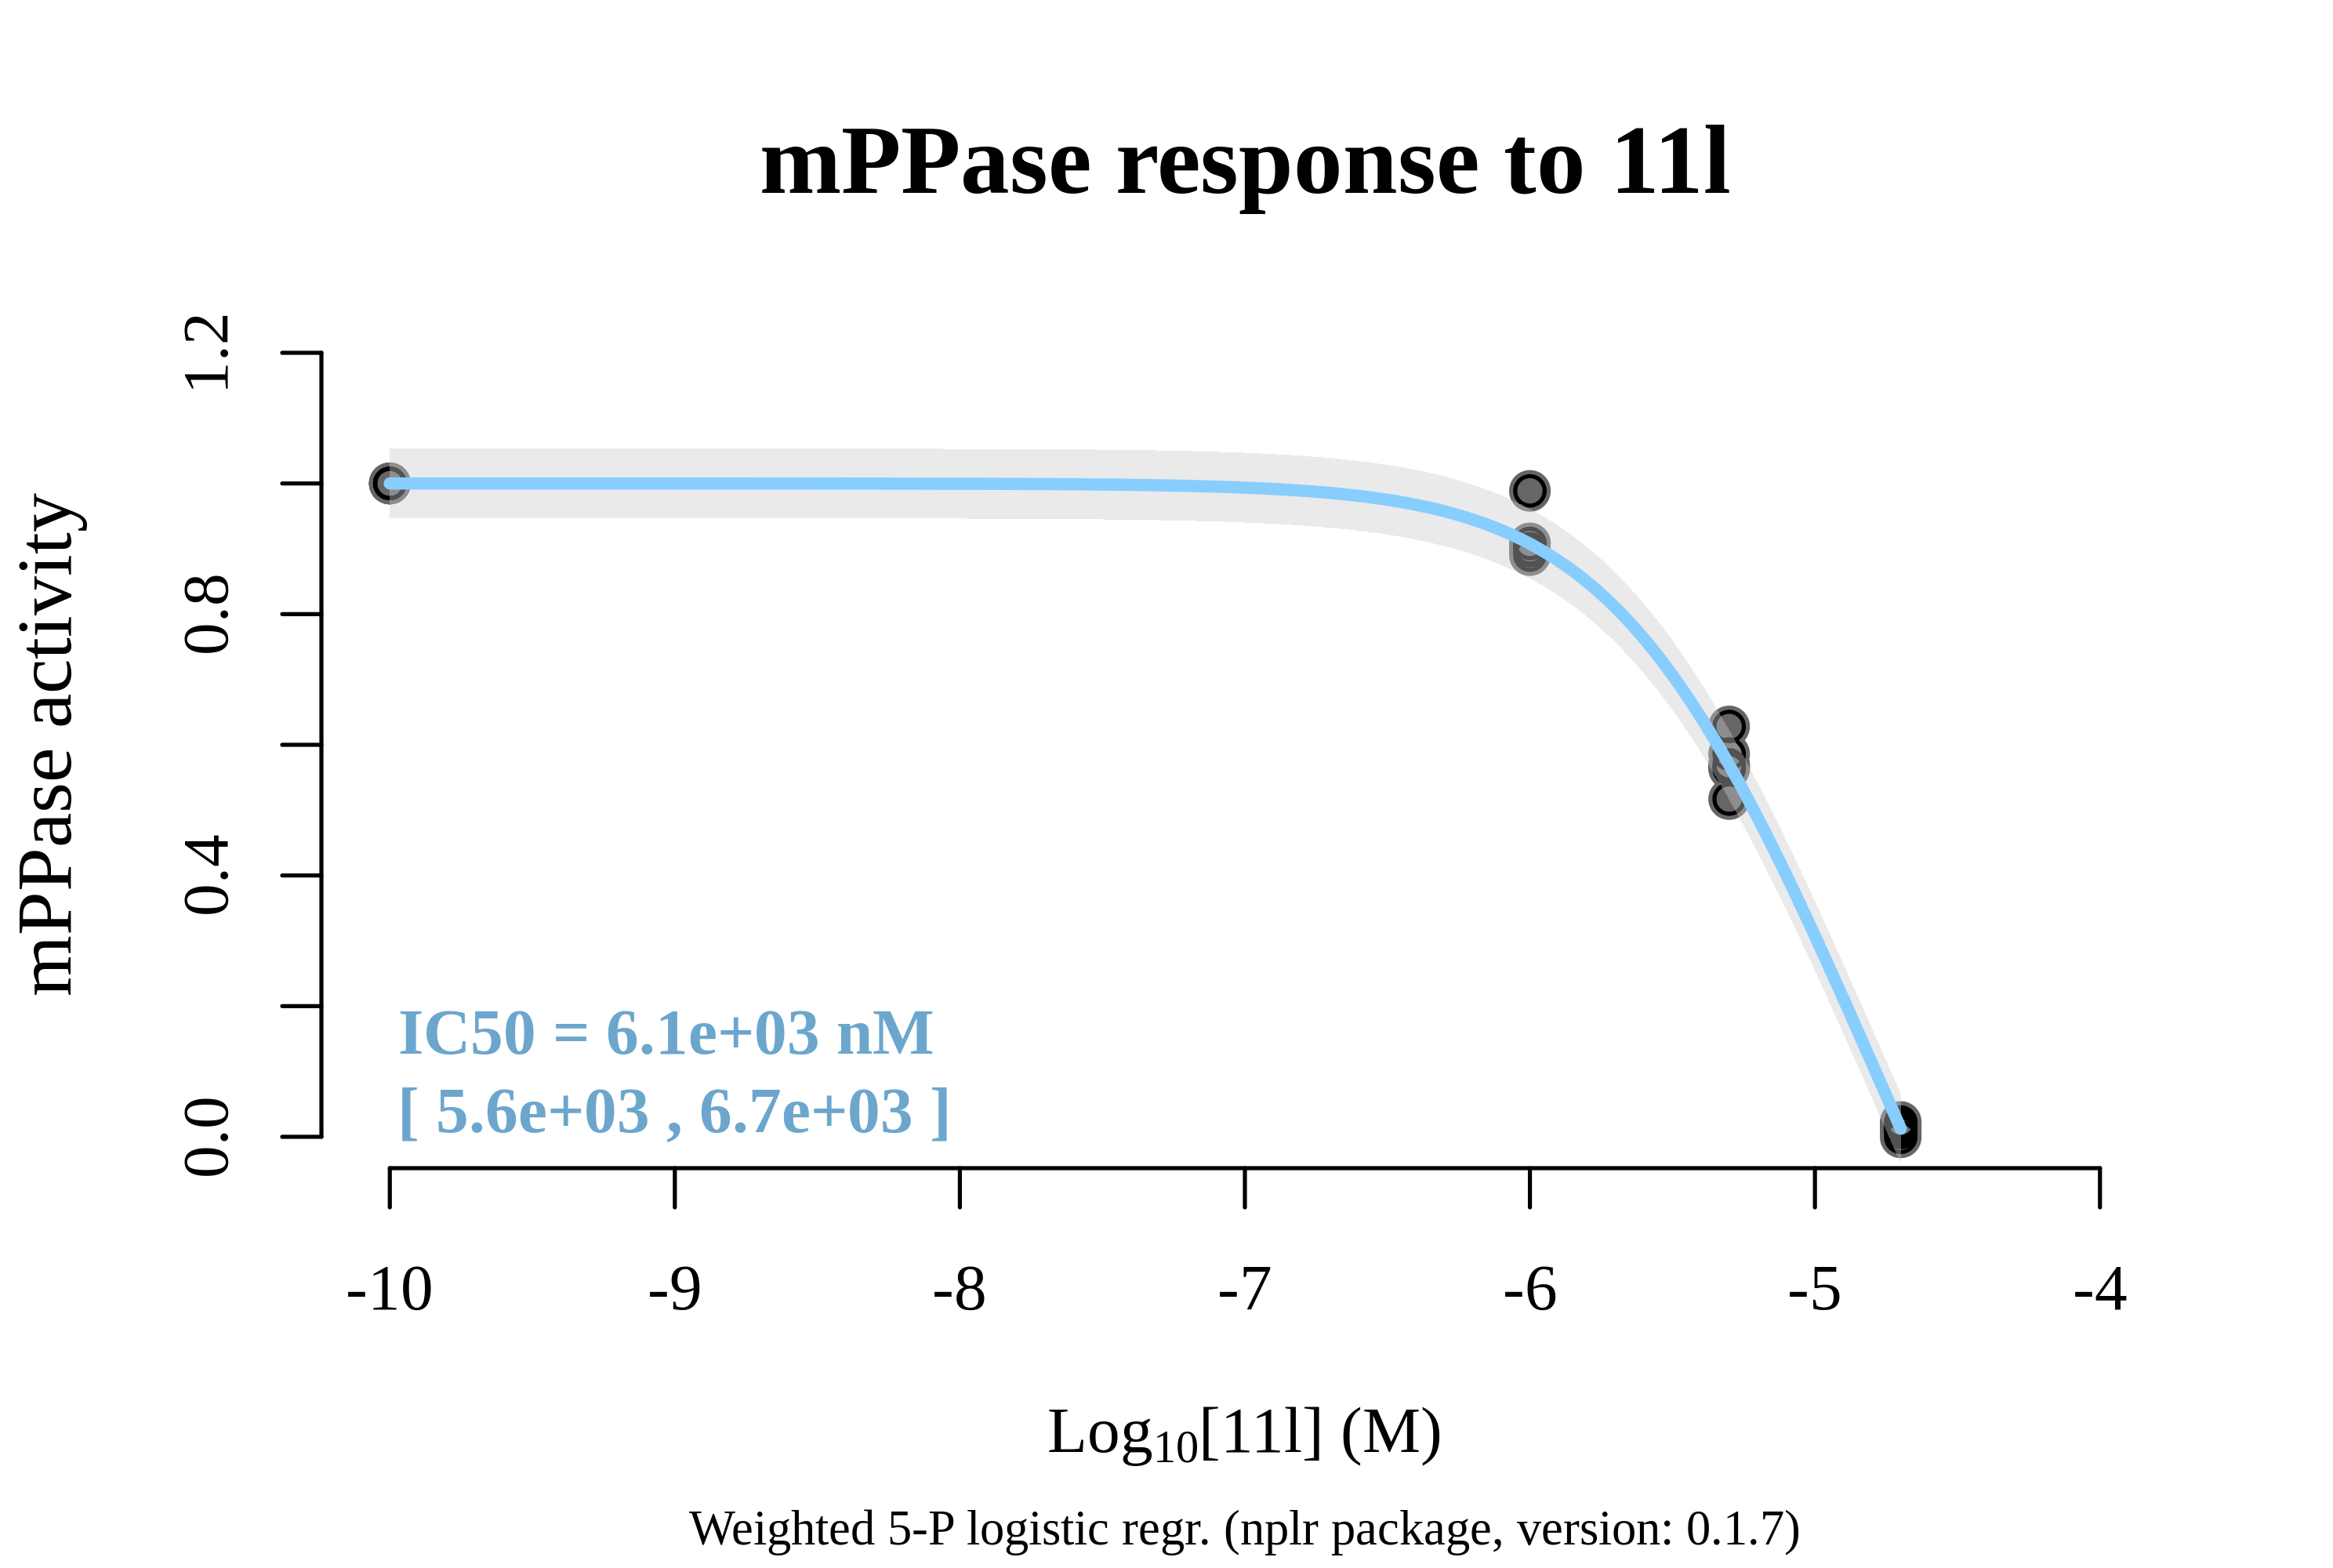 mPPase response to 11l
mPPase activity
1.2
0.8
0.4
0.0
IC50 = 6.1e+03 nM
[ 5.6e+03 , 6.7e+03 ]
-10 -9 -8 -7 -6 -5 -4
Log10[11l] (M)
Weighted 5-P logistic regr. (nplr package, version: 0.1.7)